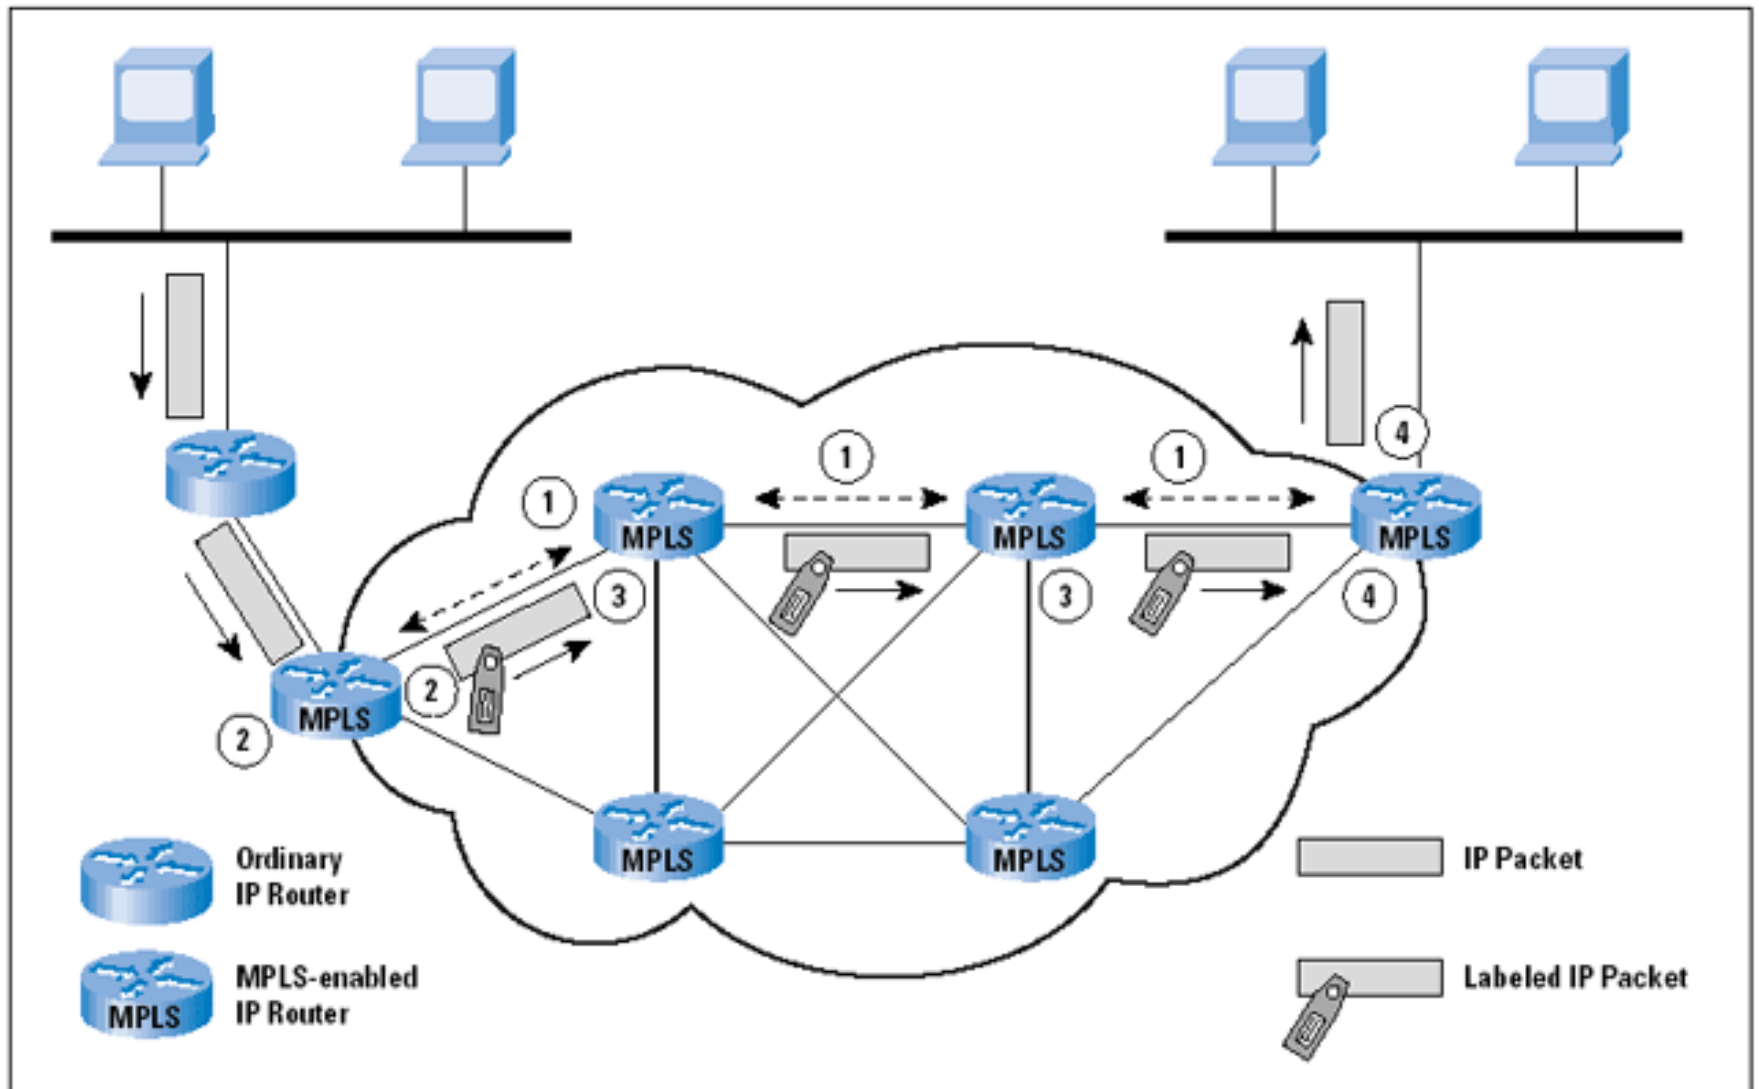 4
1
1
1
MPLS
MPLS
MPLS
3
3
4
2
MPLS
2
MPLS
MPLS
Ordinary
IP Router
IP Packet
MPLS-enabled
IP Router
MPLS
Labeled IP Packet